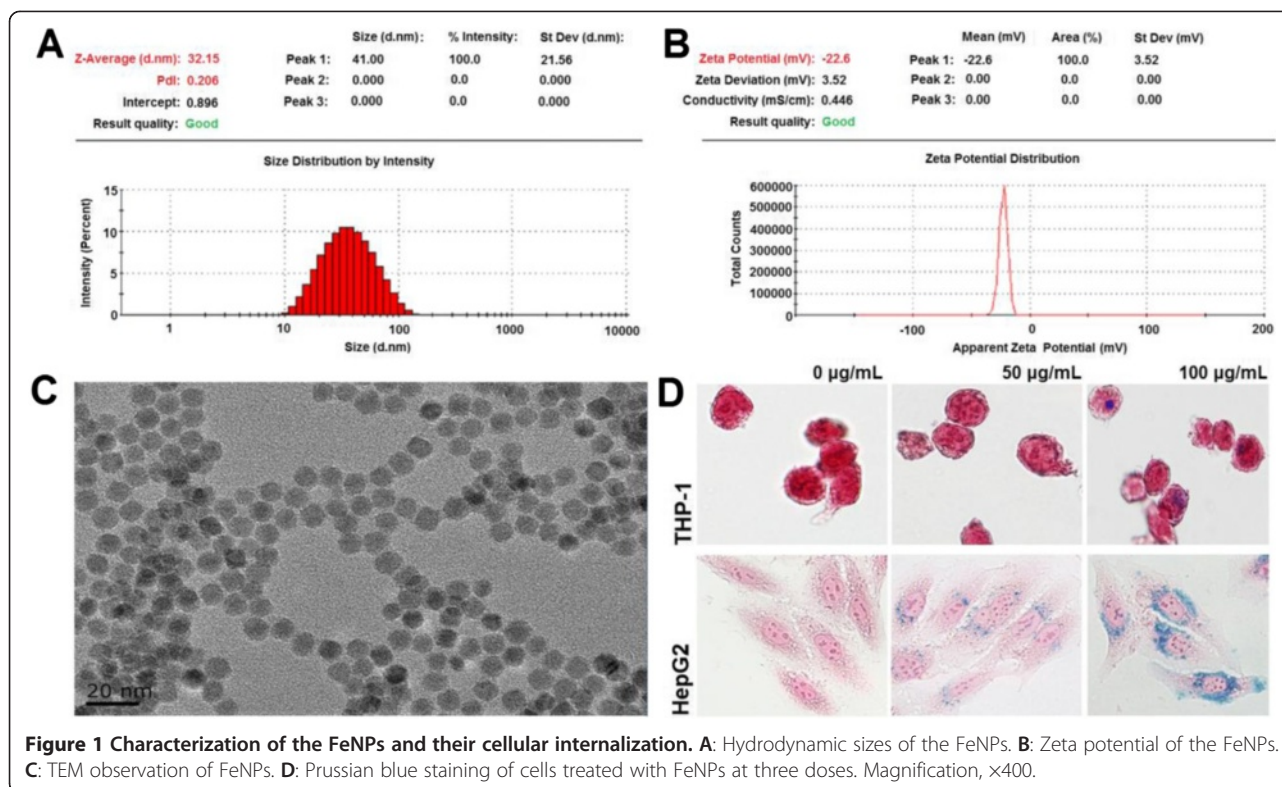 A
Size (d.nm): % Intensity: St Dev (d.nm):
Z-Average (d.nm): 32.15 Peak 1: 41.00 100.0 21.56
PdI: 0.206 Peak 2: 0.000 0.0 0.000
Intercept: 0.896 Peak 3: 0.000 0.0 0.000
Result quality: Good
Size Distribution by Intensity
Intensity (Percent)
15
10
5
0
1 10 100 1000 10000
Size (d.nm)
B
Mean (mV) Area (%) St Dev (mV)
Zeta Potential (mV): -22.6 Peak 1: -22.6 100.0 3.52
Zeta Deviation (mV): 3.52 Peak 2: 0.00 0.0 0.00
Conductivity (mS/cm): 0.446 Peak 3: 0.00 0.0 0.00
Result quality: Good
Zeta Potential Distribution
Total Counts
600000
500000
400000
300000
200000
100000
0
-100 0 100 200
Apparent Zeta Potential (mV)
C
20 nm
D
0 µg/mL 50 µg/mL 100 µg/mL
THP-1
HepG2
Figure 1 Characterization of the FeNPs and their cellular internalization. A: Hydrodynamic sizes of the FeNPs. B: Zeta potential of the FeNPs.
C: TEM observation of FeNPs. D: Prussian blue staining of cells treated with FeNPs at three doses. Magnification, ×400.